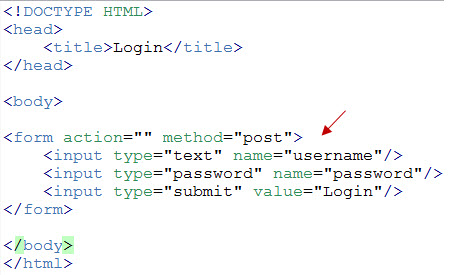 <!DOCTYPE HTML>
<head>
<title>Login</title>
</head>
<body>
<form action="" method="post">
<input type="text" name="username"/>
<input type="password" name="password"/>
<input type="submit" value="Login"/>
</form>
</body>
</html>